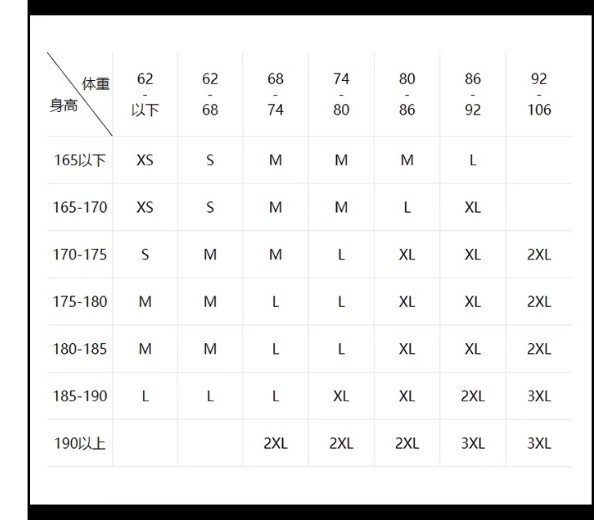 体重 62 62 68 74 80 86 92
- - - - - - -
身高 以下 68 74 80 86 92 106
165以下 XS S M M M L
165-170 XS S M M L XL
170-175 S M M L XL XL 2XL
175-180 M M L L XL XL 2XL
180-185 M M L L XL XL 2XL
185-190 L L L XL XL 2XL 3XL
190以上 2XL 2XL 2XL 3XL 3XL